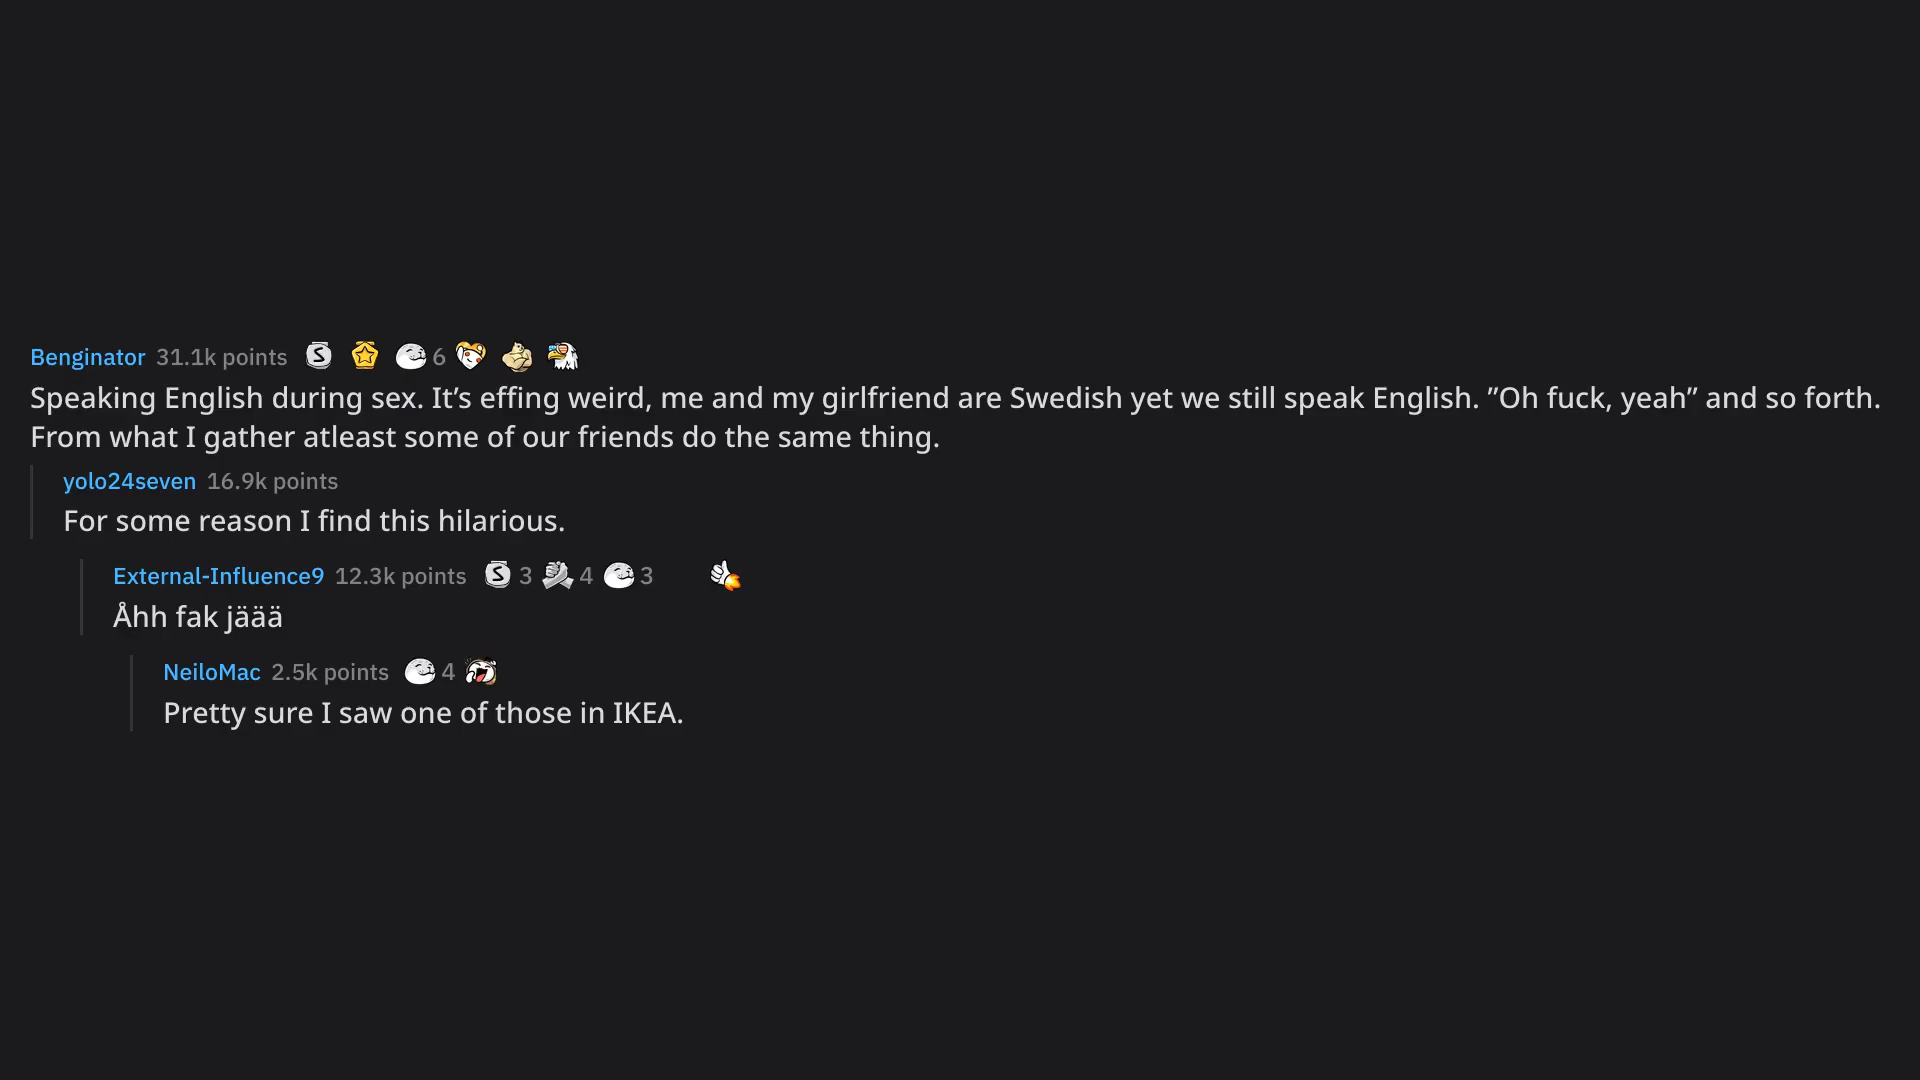 Benginator 31.1k points S 6
Speaking English during sex. It’s effing weird, me and my girlfriend are Swedish yet we still speak English. ”Oh fuck, yeah” and so forth.
From what I gather atleast some of our friends do the same thing.
yolo24seven 16.9k points
For some reason I find this hilarious.
External-Influence9 12.3k points S 3 4 3
Åhh fak jäää
NeiloMac 2.5k points 4
Pretty sure I saw one of those in IKEA.